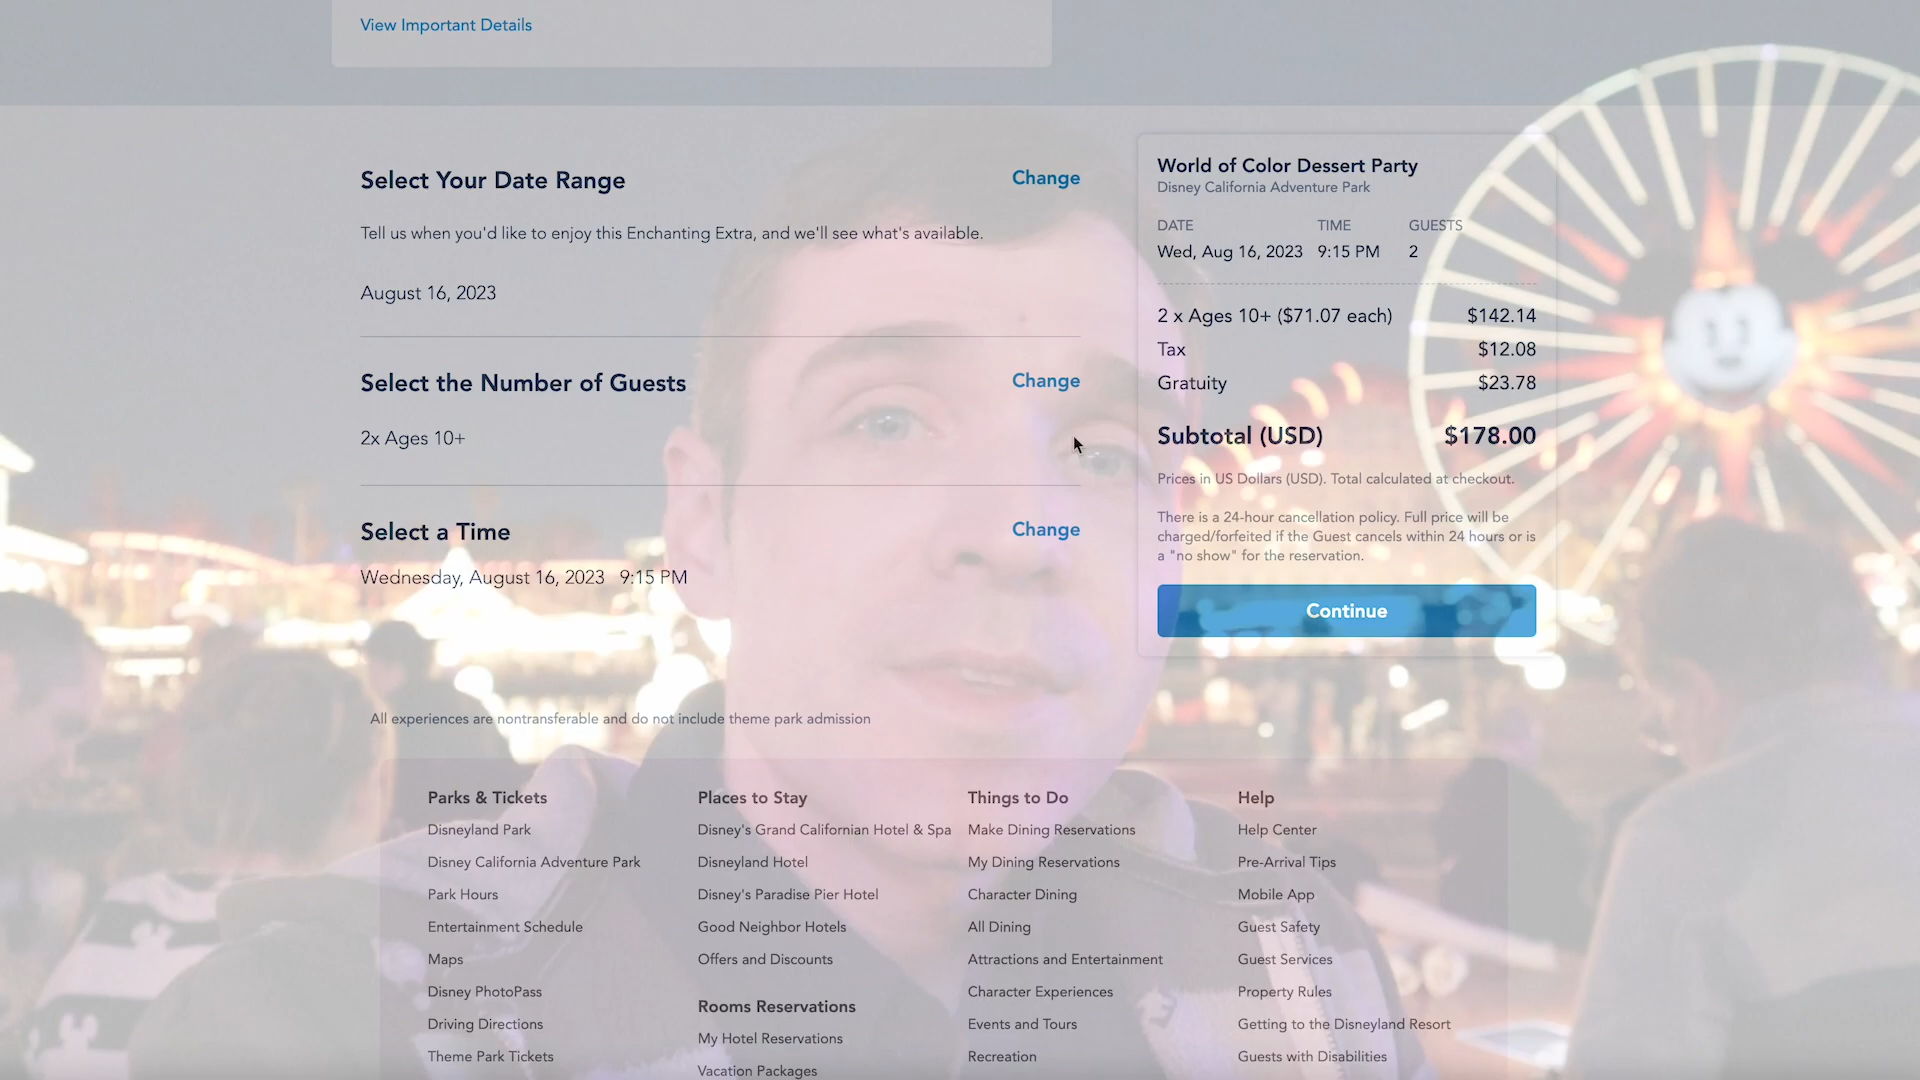 View Important Details
Select Your Date Range
Change
Tell us when you'd like to enjoy this Enchanting Extra, and we'll see what's available.
August 16, 2023
Select the Number of Guests
Change
2x Ages 10+
Select a Time
Change
Wednesday, August 16, 2023 9:15 PM
World of Color Dessert Party
Disney California Adventure Park
DATE TIME GUESTS
Wed, Aug 16, 2023 9:15 PM 2
2 x Ages 10+ ($71.07 each) $142.14
Tax $12.08
Gratuity $23.78
Subtotal (USD) $178.00
Prices in US Dollars (USD). Total calculated at checkout.
There is a 24-hour cancellation policy. Full price will be
charged/forfeited if the Guest cancels within 24 hours or is
a "no show" for the reservation.
Continue
All experiences are nontransferable and do not include theme park admission
Parks & Tickets
Disneyland Park
Disney California Adventure Park
Park Hours
Entertainment Schedule
Maps
Disney PhotoPass
Driving Directions
Theme Park Tickets
Places to Stay
Disney's Grand Californian Hotel & Spa
Disneyland Hotel
Disney's Paradise Pier Hotel
Good Neighbor Hotels
Offers and Discounts
Rooms Reservations
My Hotel Reservations
Vacation Packages
Things to Do
Make Dining Reservations
My Dining Reservations
Character Dining
All Dining
Attractions and Entertainment
Character Experiences
Events and Tours
Recreation
Help
Help Center
Pre-Arrival Tips
Mobile App
Guest Safety
Guest Services
Property Rules
Getting to the Disneyland Resort
Guests with Disabilities